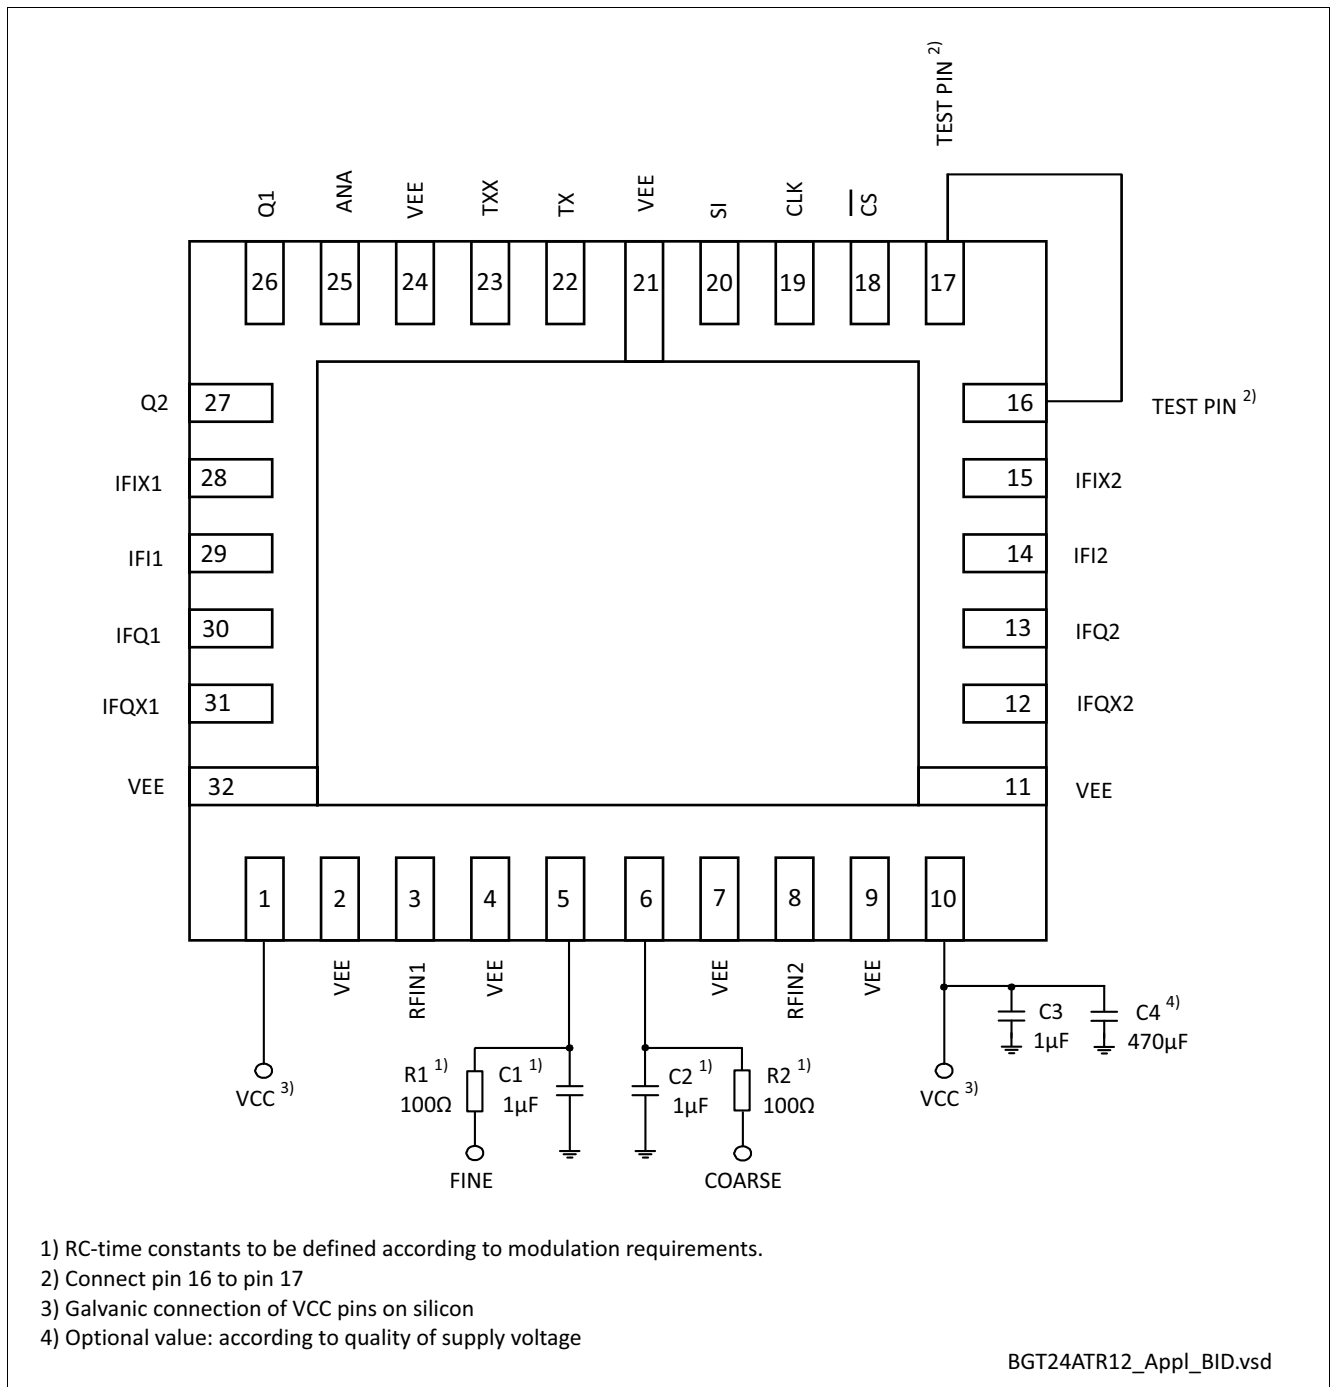 TEST PIN 2)
Q1
ANA
VEE
TXX
TX
VEE
SI
CLK
CS
26
25
24
23
22
21
20
19
18
17
Q2
27
16
TEST PIN 2)
IFIX1
28
15
IFIX2
IFI1
29
14
IFI2
IFQ1
30
13
IFQ2
IFQX1
31
12
IFQX2
VEE
32
11
VEE
1
2
3
4
5
6
7
8
9
10
VEE
RFIN1
VEE
VEE
RFIN2
VEE
C3
1µF
C4 4)
470µF
VCC 3)
R1 1)
100Ω
C1 1)
1µF
C2 1)
1µF
R2 1)
100Ω
VCC 3)
FINE
COARSE
1) RC-time constants to be defined according to modulation requirements.
2) Connect pin 16 to pin 17
3) Galvanic connection of VCC pins on silicon
4) Optional value: according to quality of supply voltage
BGT24ATR12_Appl_BID.vsd